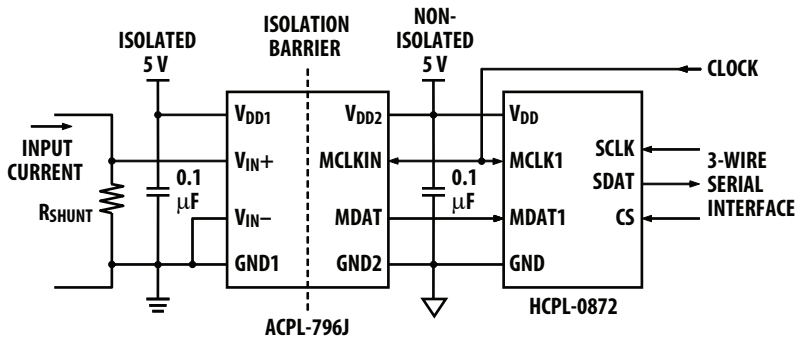 ISOLATED
5 V
ISOLATION
BARRIER
NON-
ISOLATED
5 V
CLOCK
INPUT
CURRENT
RSHUNT
0.1
μF
VDD1
VIN+
VIN–
GND1
VDD2
MCLKIN
MDAT
GND2
ACPL-796J
0.1
μF
VDD
MCLK1
MDAT1
GND
SCLK
SDAT
CS
HCPL-0872
3-WIRE
SERIAL
INTERFACE